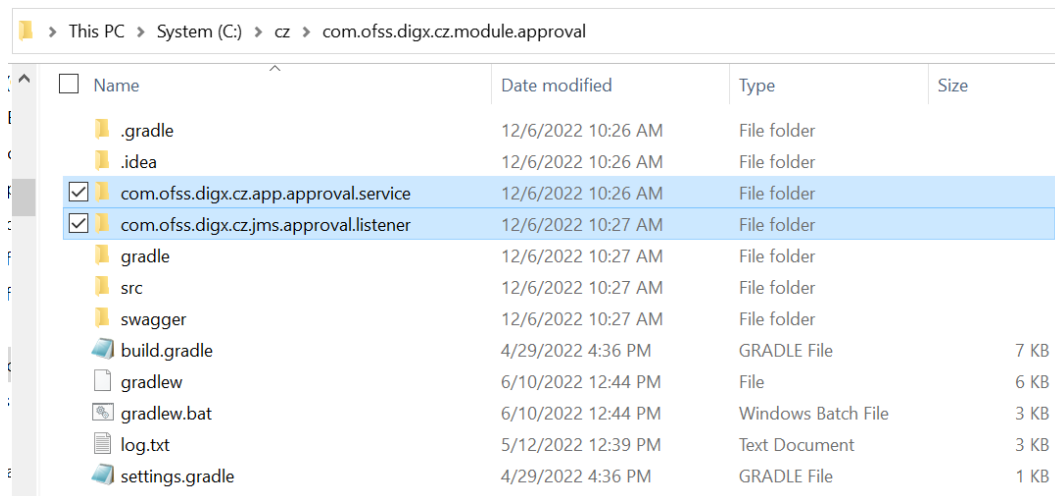 This PC > System (C:) > cz > com.ofss.digx.cz.module.approval
Name Date modified Type Size
.gradle 12/6/2022 10:26 AM File folder
.idea 12/6/2022 10:26 AM File folder
com.ofss.digx.cz.app.approval.service 12/6/2022 10:26 AM File folder
com.ofss.digx.cz.jms.approval.listener 12/6/2022 10:27 AM File folder
gradle 12/6/2022 10:27 AM File folder
src 12/6/2022 10:27 AM File folder
swagger 12/6/2022 10:27 AM File folder
build.gradle 4/29/2022 4:36 PM GRADLE File 7 KB
gradlew 6/10/2022 12:44 PM File 6 KB
gradlew.bat 6/10/2022 12:44 PM Windows Batch File 3 KB
log.txt 5/12/2022 12:39 PM Text Document 3 KB
settings.gradle 4/29/2022 4:36 PM GRADLE File 1 KB